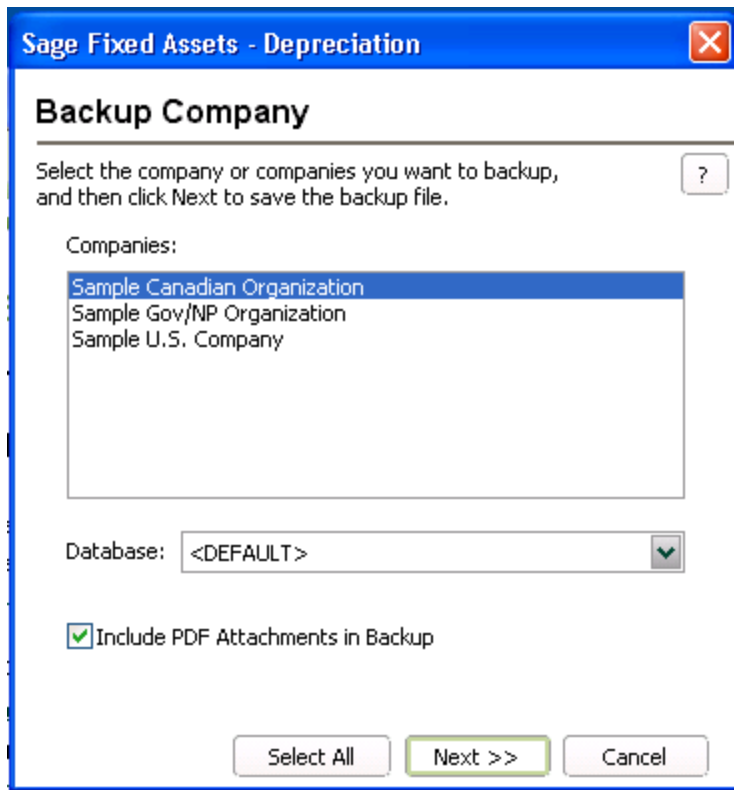 Sage Fixed Assets - Depreciation
Backup Company
Select the company or companies you want to backup,
and then click Next to save the backup file.
?
Companies:
Sample Canadian Organization
Sample Gov/NP Organization
Sample U.S. Company
Database: <DEFAULT>
Include PDF Attachments in Backup
Select All Next >> Cancel